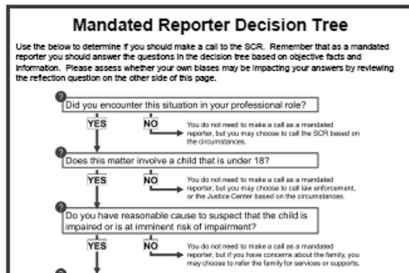 Mandated Reporter Decision Tree
Use the below to determine if you should make a call to the SCR. Remember that as a mandated
reporter you should answer the questions in the decision tree based on objective facts and
information. Please assess whether your own biases may be impacting your answers by reviewing
the reflection question on the other side of this page.
?
Did you encounter this situation in your professional role?
YES
NO
You do not need to make a call as a mandated
reporter, but you may choose to call the SCR based on
the circumstances.
?
Does this matter involve a child that is under 18?
YES
NO
You do not need to make a call as a mandated
reporter, but you may choose to call law enforcement,
or the Justice Center based on the circumstances.
?
Do you have reasonable cause to suspect that the child is
impaired or is at imminent risk of impairment?
YES
NO
You do not need to make a call as a mandated
reporter, but if you have concerns about the family, you
may choose to refer the family for services or supports.
?